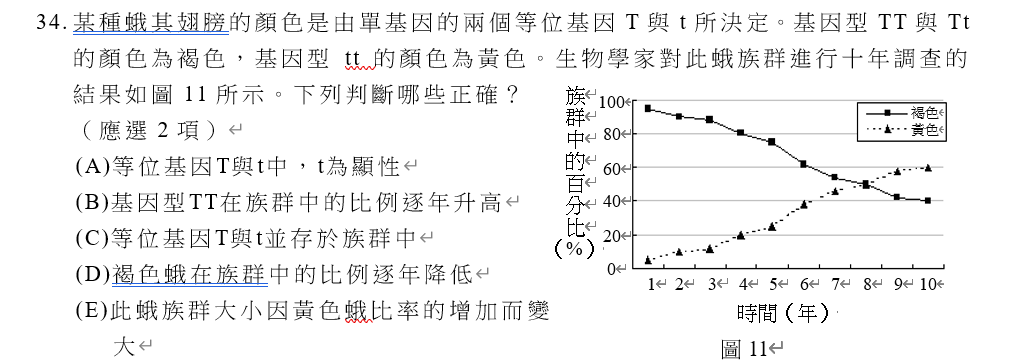 34. 某種蛾其翅膀的顏色是由單基因的兩個等位基因 T 與 t 所決定。基因型 TT 與 Tt
的顏色為褐色，基因型 tt 的顏色為黃色。生物學家對此蛾族群進行十年調查的
結果如圖 11 所示。下列判斷哪些正確？
（應選 2 項）↵
(A)等位基因T與t中，t為顯性↵
(B)基因型TT在族群中的比例逐年升高↵
(C)等位基因T與t並存於族群中↵
(D)褐色蛾在族群中的比例逐年降低↵
(E)此蛾族群大小因黃色蛾比率的增加而變
大↵
族↵
群↵
中↵
的↵
百↵
分↵
比↵
(%)
100↵
80↵
60↵
40↵
20↵
0↵
褐色↵
黃色↵
1↵ 2↵ 3↵ 4↵ 5↵ 6↵ 7↵ 8↵ 9↵ 10↵
時間（年）
圖 11↵